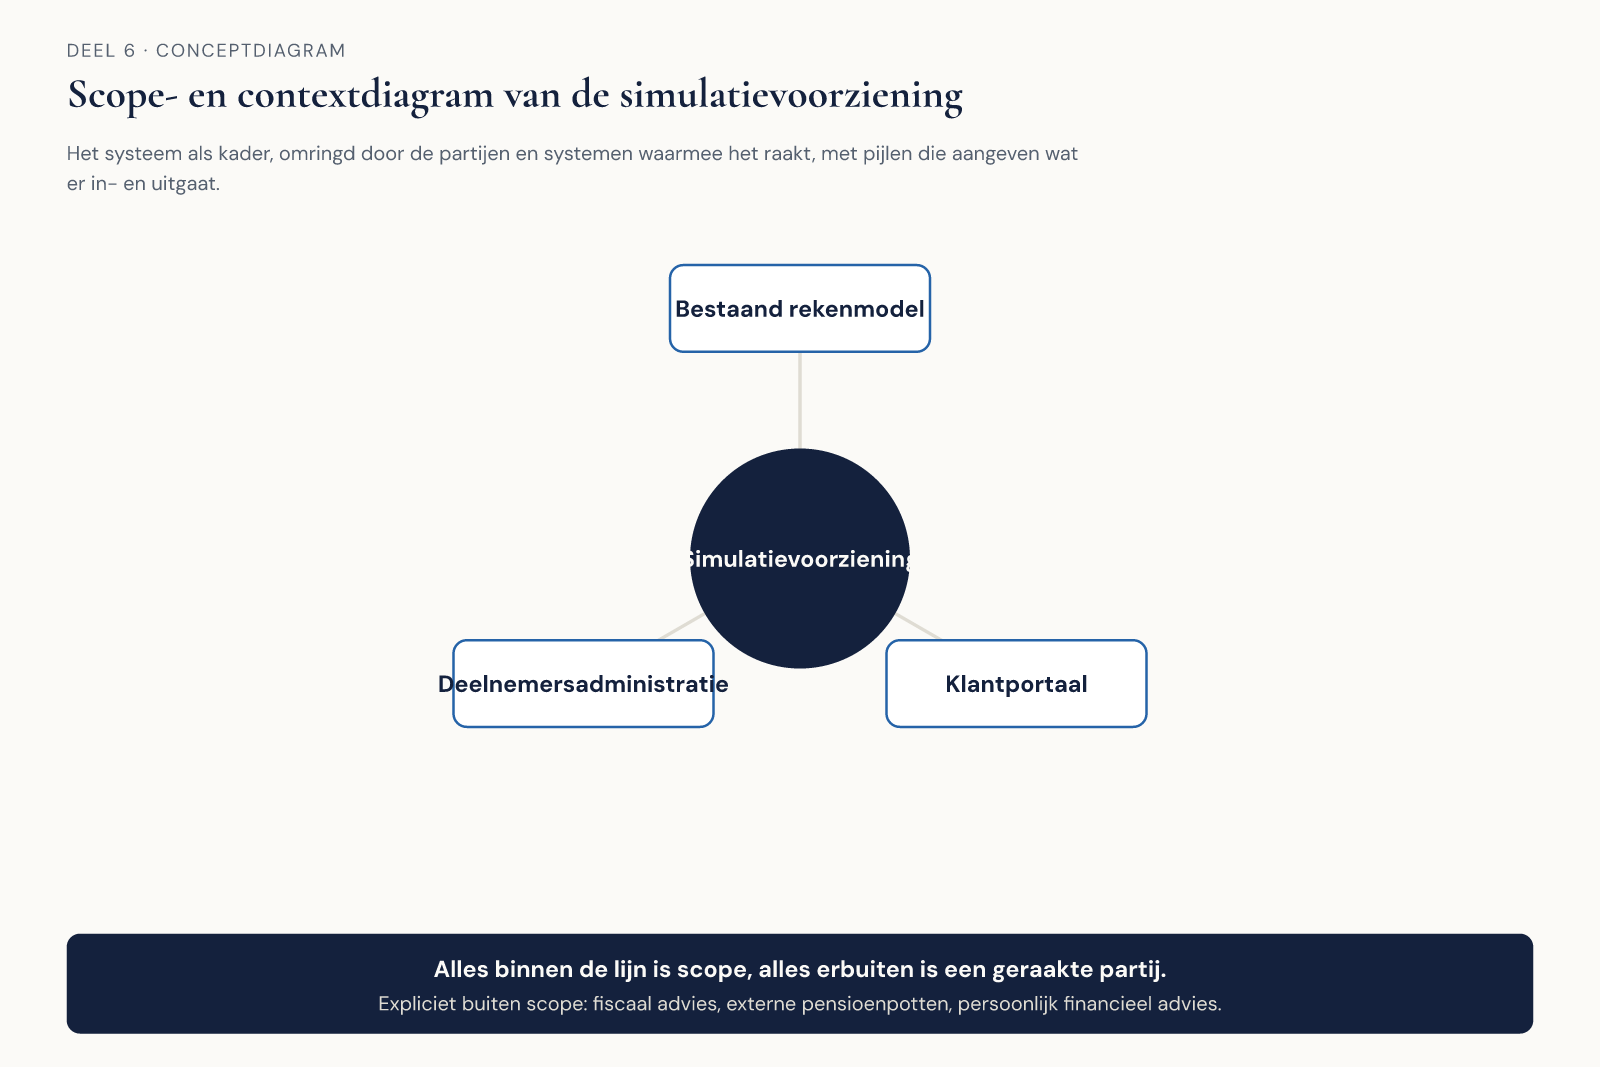 DEEL 6 · CONCEPTDIAGRAM
Scope- en contextdiagram van de simulatievoorziening
Het systeem als kader, omringd door de partijen en systemen waarmee het raakt, met pijlen die aangeven wat
er in- en uitgaat.
Bestaand rekenmodel
Simulatievoorziening
Deelnemersadministratie
Klantportaal
Alles binnen de lijn is scope, alles erbuiten is een geraakte partij.
Expliciet buiten scope: fiscaal advies, externe pensioenpotten, persoonlijk financieel advies.